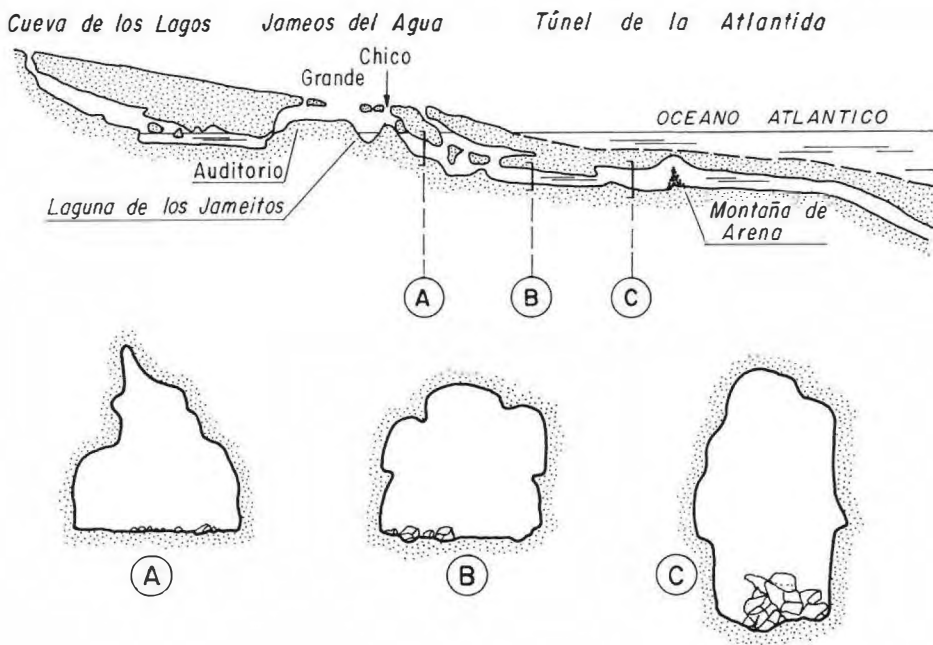 Cueva de los Lagos
Jameos del Agua
Túnel de la Atlantida
Chico
Grande
OCEANO ATLANTICO
Auditorio
Laguna de los Jameitos
Montaña de
Arena
A
B
C
A
B
C